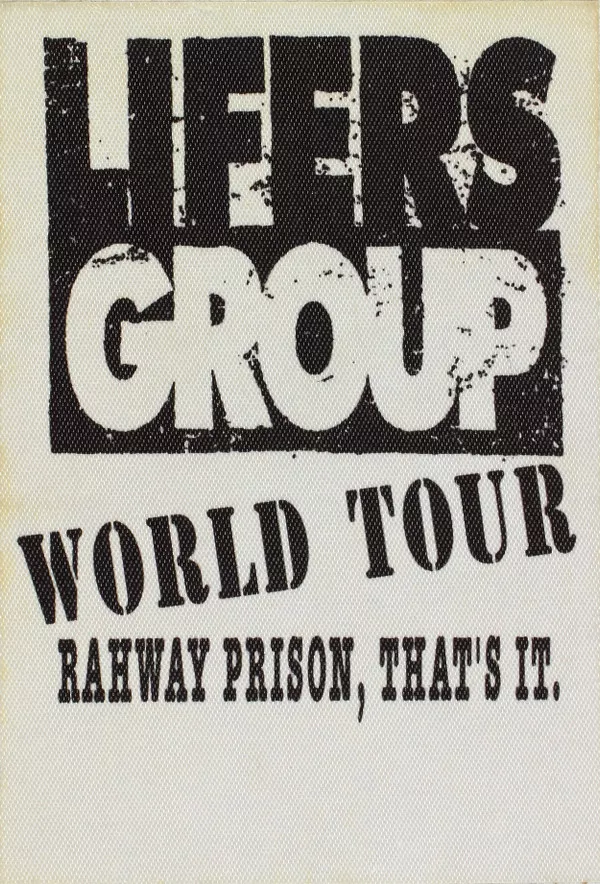 LIFERS
GROUP
WORLD TOUR
RAHWAY PRISON, THAT'S IT.